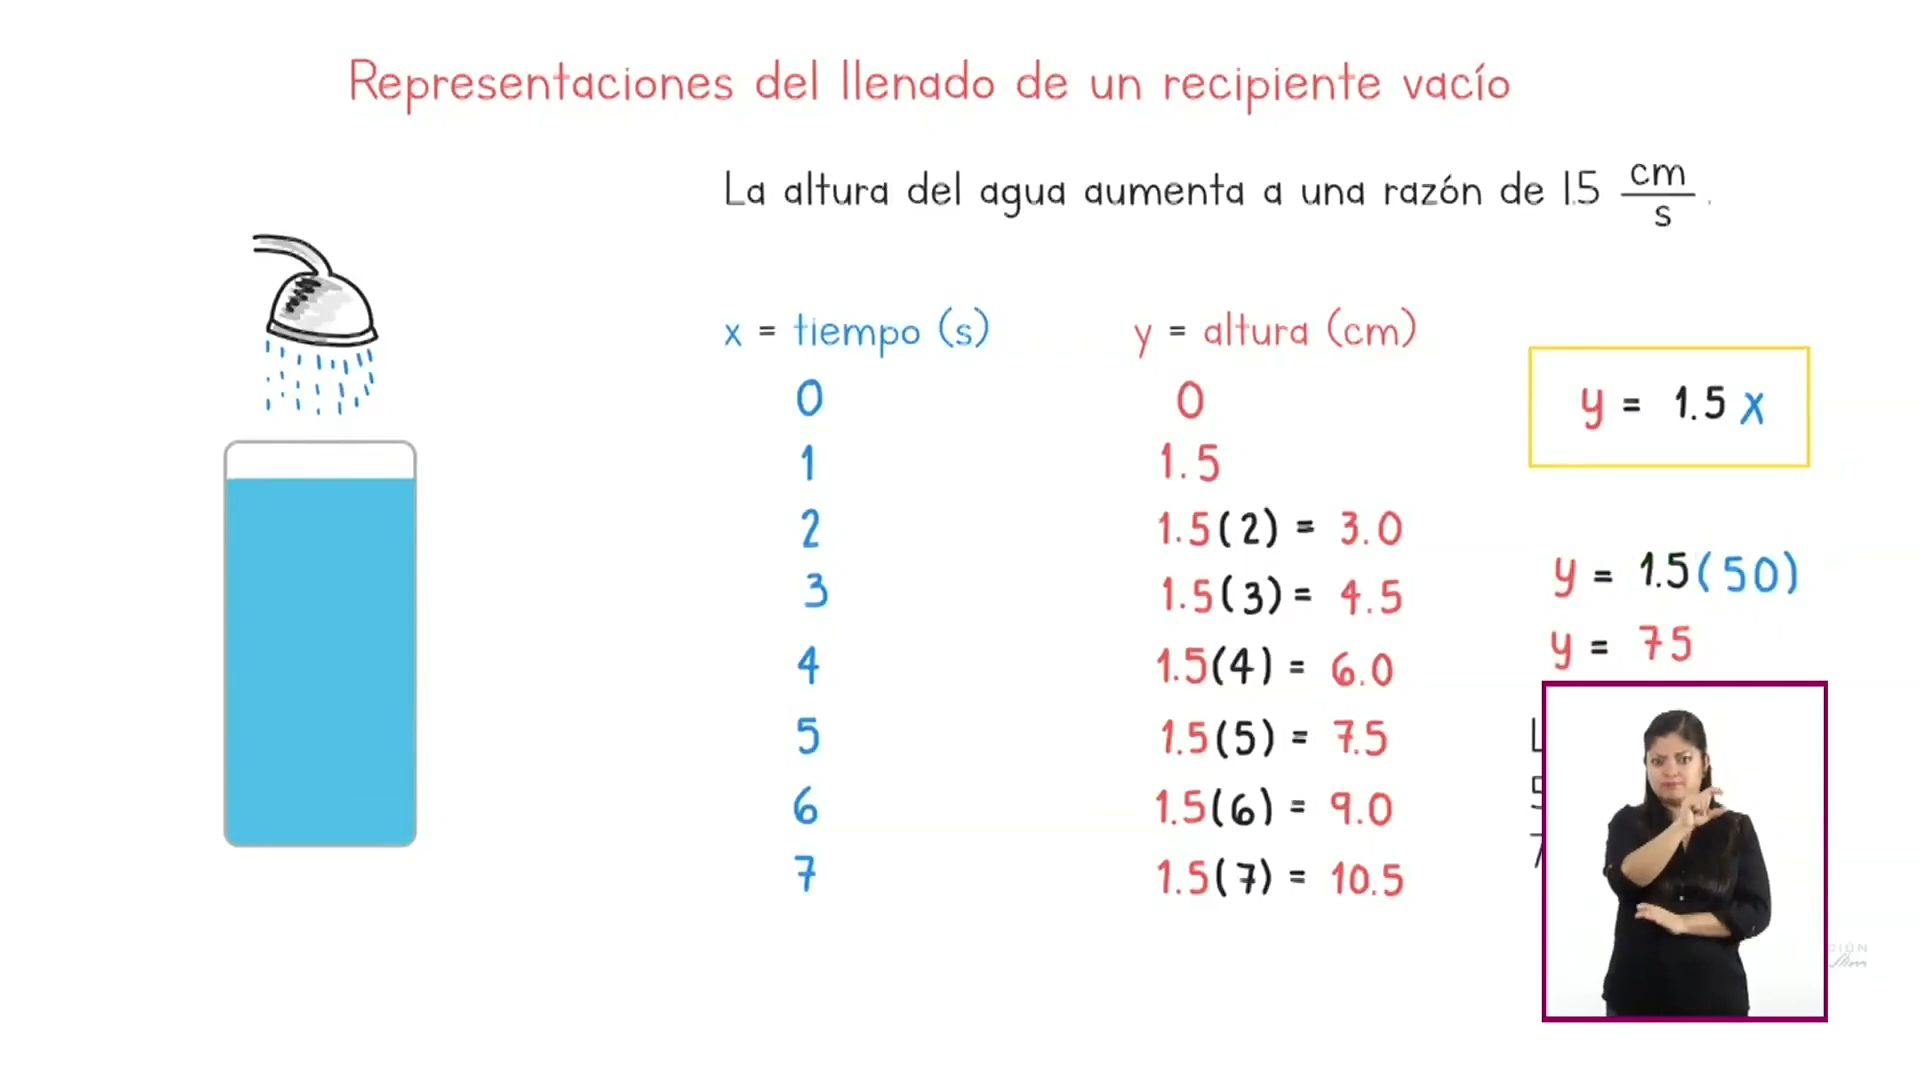 Representaciones del llenado de un recipiente vacío
La altura del agua aumenta a una razón de 1.5 cm/s.
x = tiempo (s) y = altura (cm)
0 0
1 1.5
2 1.5(2) = 3.0
3 1.5(3) = 4.5
4 1.5(4) = 6.0
5 1.5(5) = 7.5
6 1.5(6) = 9.0
7 1.5(7) = 10.5
y = 1.5 x
y = 1.5(50)
y = 75